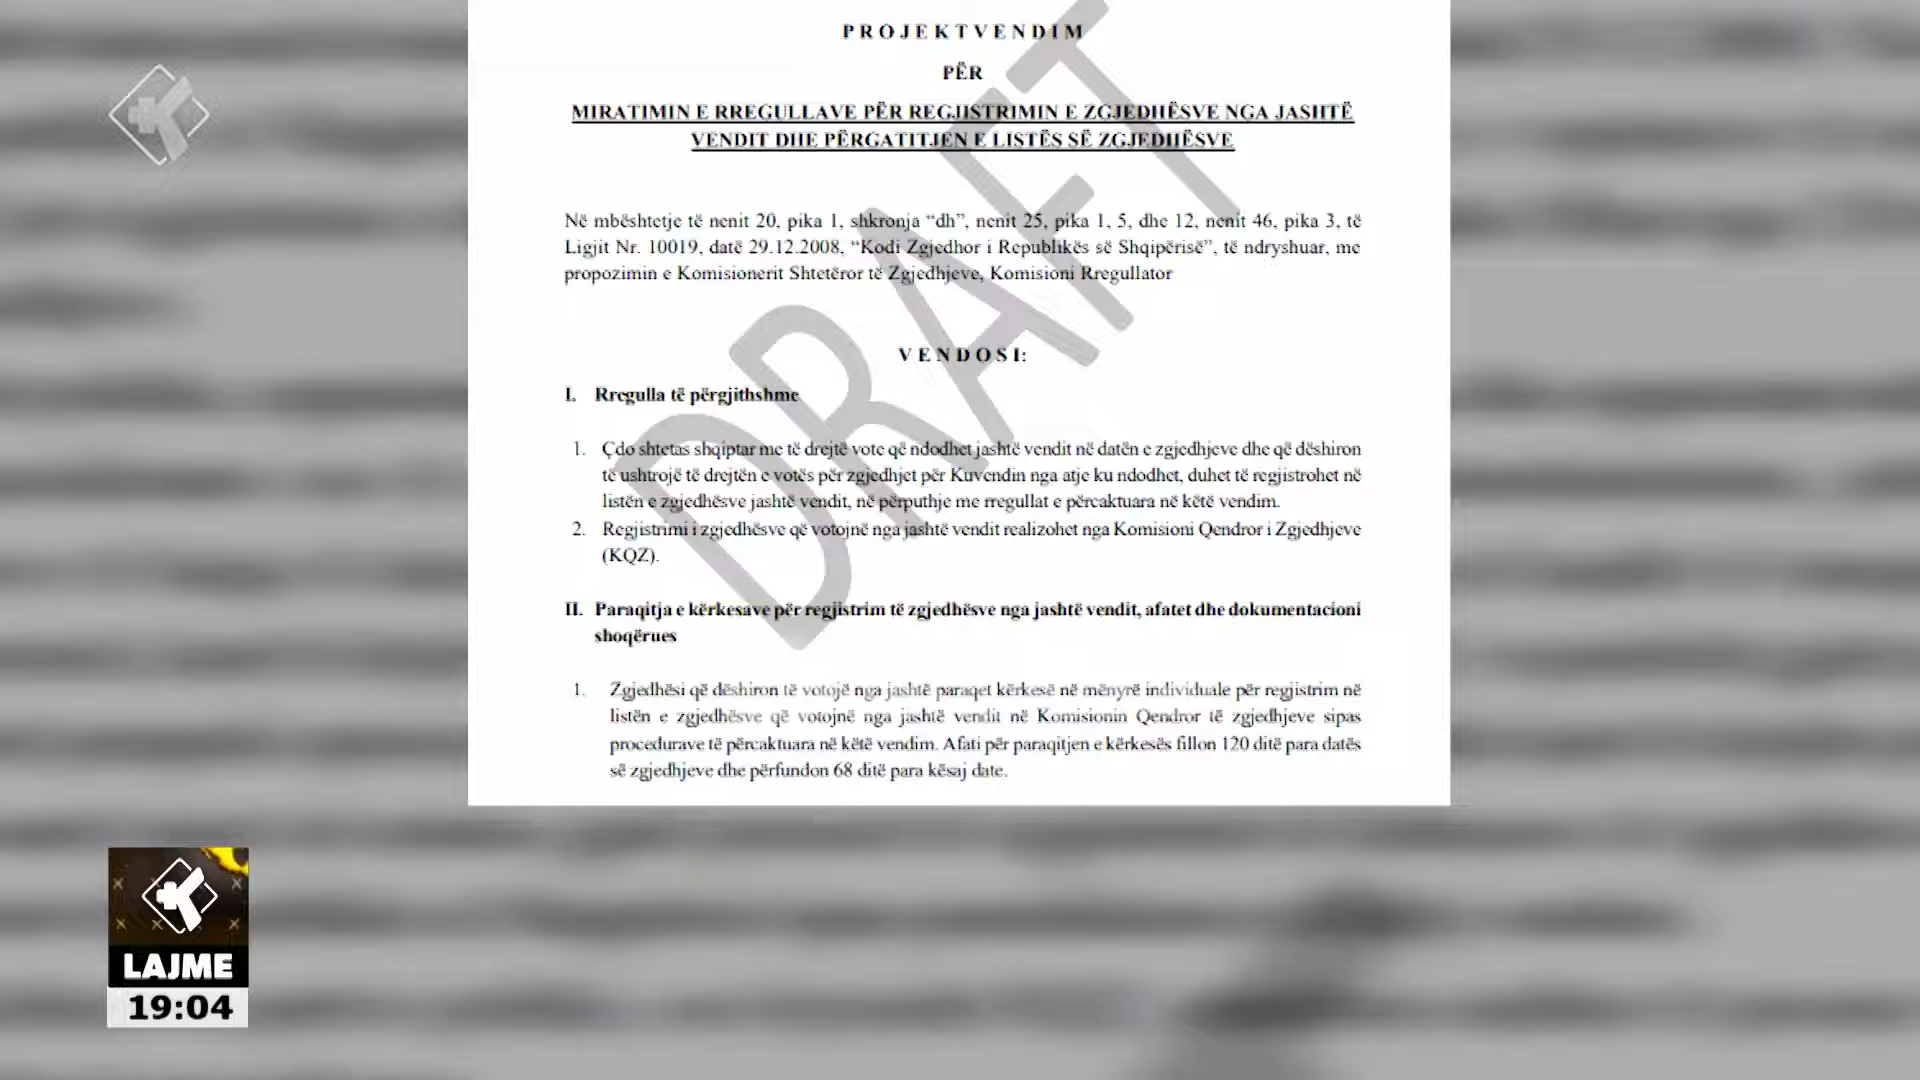 PROJEKTVENDIM
PËR
MIRATIMIN E RREGULLAVE PËR REGJISTRIMIN E ZGJEDHËSVE NGA JASHTË
VENDIT DHE PËRGATITJEN E LISTËS SË ZGJEDHËSVE
Në mbështetje të nenit 20, pika 1, shkronja “dh”, nenit 25, pika 1, 5, dhe 12, nenit 46, pika 3, të
Ligjit Nr. 10019, datë 29.12.2008, “Kodi Zgjedhor i Republikës së Shqipërisë”, të ndryshuar, me
propozimin e Komisionerit Shtetëror të Zgjedhjeve, Komisioni Rregullator
DRAFT
VENDOSI:
I. Rregulla të përgjithshme
1. Çdo shtetas shqiptar me të drejtë vote që ndodhet jashtë vendit në datën e zgjedhjeve dhe që dëshiron
të ushtrojë të drejtën e votës për zgjedhjet për Kuvendin nga atje ku ndodhet, duhet të regjistrohet në
listën e zgjedhësve jashtë vendit, në përputhje me rregullat e përcaktuara në këtë vendim.
2. Regjistrimi i zgjedhësve që votojnë nga jashtë vendit realizohet nga Komisioni Qendror i Zgjedhjeve
(KQZ).
II. Paraqitja e kërkesave për regjistrim të zgjedhësve nga jashtë vendit, afatet dhe dokumentacioni
shoqërues
1. Zgjedhësi që dëshiron të votojë nga jashtë paraqet kërkesë në mënyrë individuale për regjistrim në
listën e zgjedhësve që votojnë nga jashtë vendit në Komisionin Qendror të zgjedhjeve sipas
procedurave të përcaktuara në këtë vendim. Afati për paraqitjen e kërkesës fillon 120 ditë para datës
së zgjedhjeve dhe përfundon 68 ditë para kësaj date.
LAJME
19:04